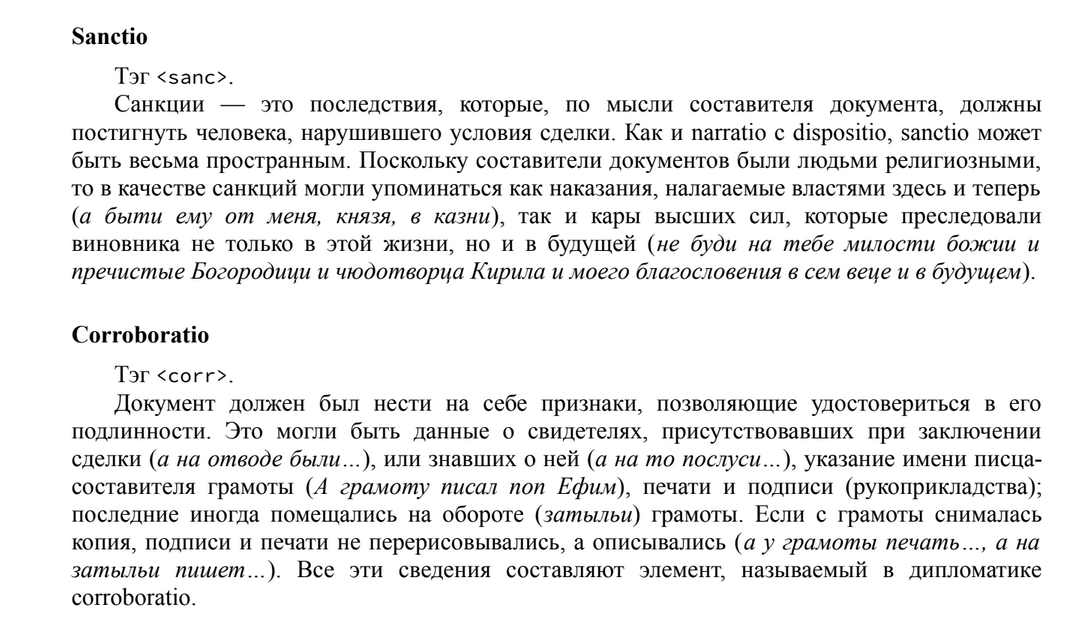 Sanctio
Тэг <sanc>.
Санкции — это последствия, которые, по мысли составителя документа, должны
постигнуть человека, нарушившего условия сделки. Как и narratio с dispositio, sanctio может
быть весьма пространным. Поскольку составители документов были людьми религиозными,
то в качестве санкций могли упоминаться как наказания, налагаемые властями здесь и теперь
(а быти ему от меня, князя, в казни), так и кары высших сил, которые преследовали
виновника не только в этой жизни, но и в будущей (не буди на тебе милости божии и
пречистые Богородици и чюдотворца Кирила и моего благословения в сем веце и в будущем).
Corroboratio
Тэг <corr>.
Документ должен был нести на себе признаки, позволяющие удостовериться в его
подлинности. Это могли быть данные о свидетелях, присутствовавших при заключении
сделки (а на отводе были…), или знавших о ней (а на то послуси…), указание имени писца-
составителя грамоты (А грамоту писал поп Ефим), печати и подписи (рукоприкладства);
последние иногда помещались на обороте (затыльи) грамоты. Если с грамоты снималась
копия, подписи и печати не перерисовывались, а описывались (а у грамоты печать…, а на
затыльи пишет…). Все эти сведения составляют элемент, называемый в дипломатике
corroboratio.